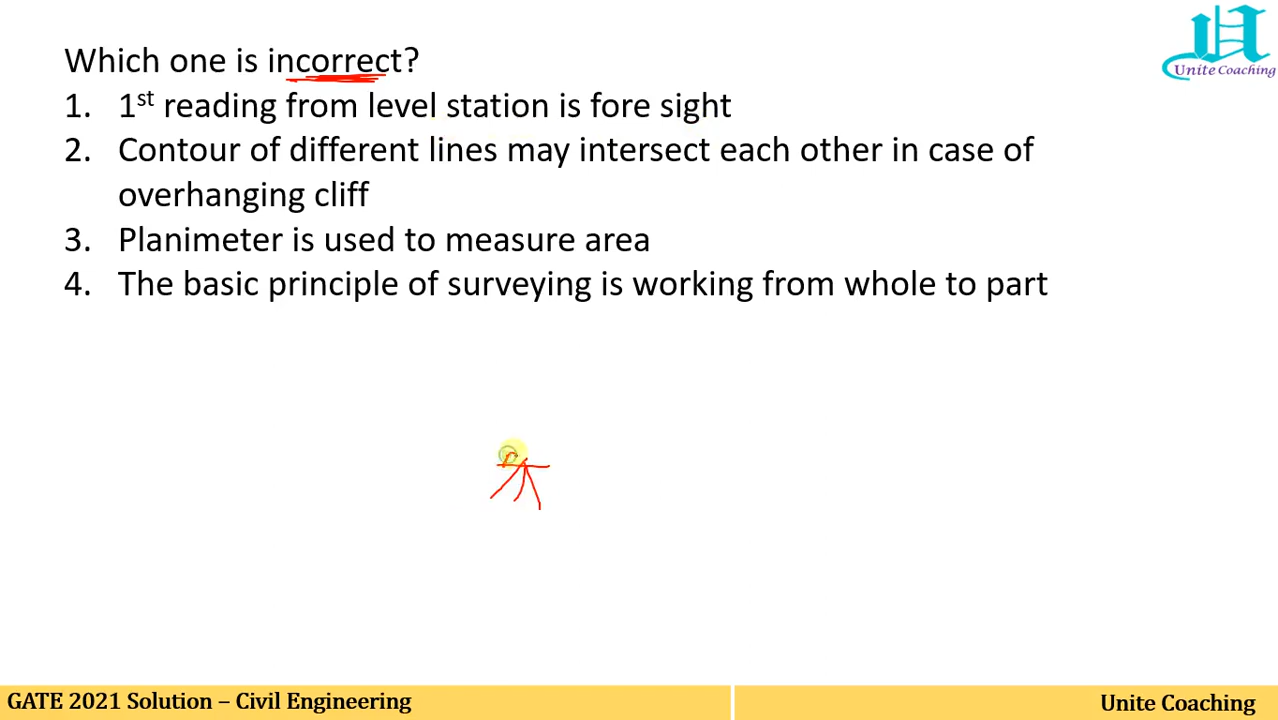 Unite Coaching
Which one is incorrect?
1. 1st reading from level station is fore sight
2. Contour of different lines may intersect each other in case of
overhanging cliff
3. Planimeter is used to measure area
4. The basic principle of surveying is working from whole to part
GATE 2021 Solution – Civil Engineering
Unite Coaching